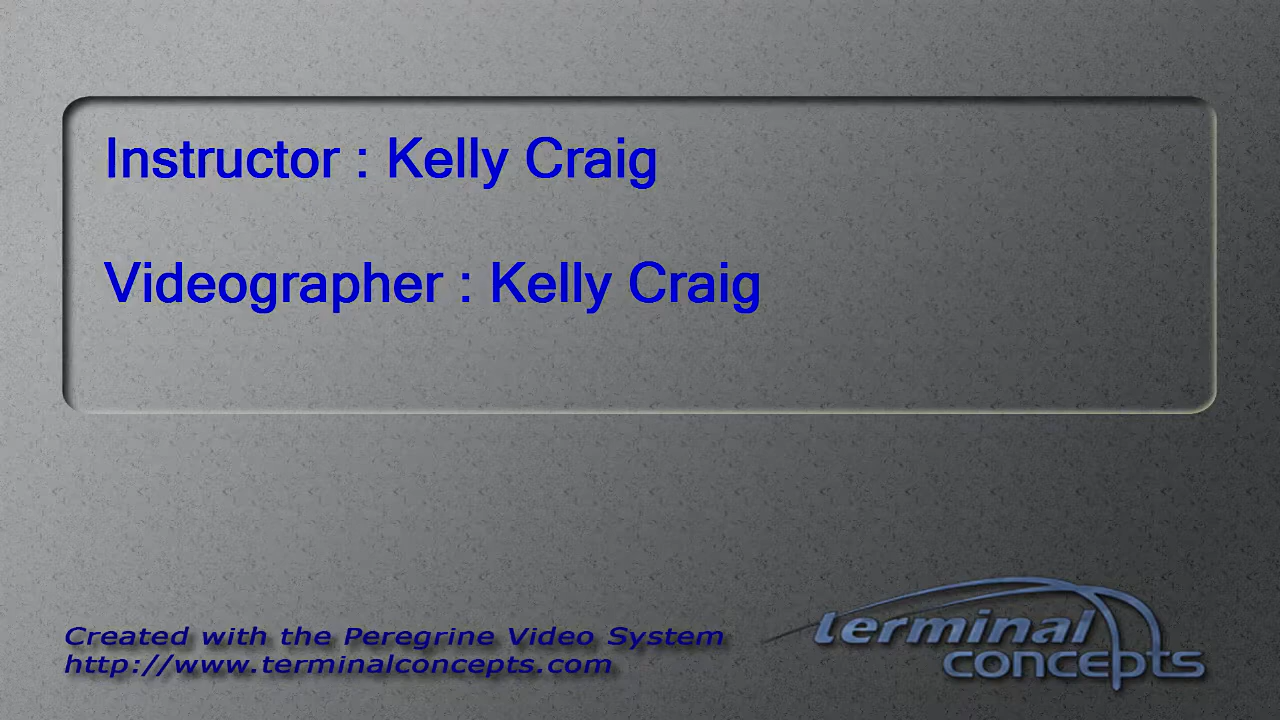 Instructor : Kelly Craig
Videographer : Kelly Craig
Created with the Peregrine Video System
http://www.terminalconcepts.com
terminal
concepts